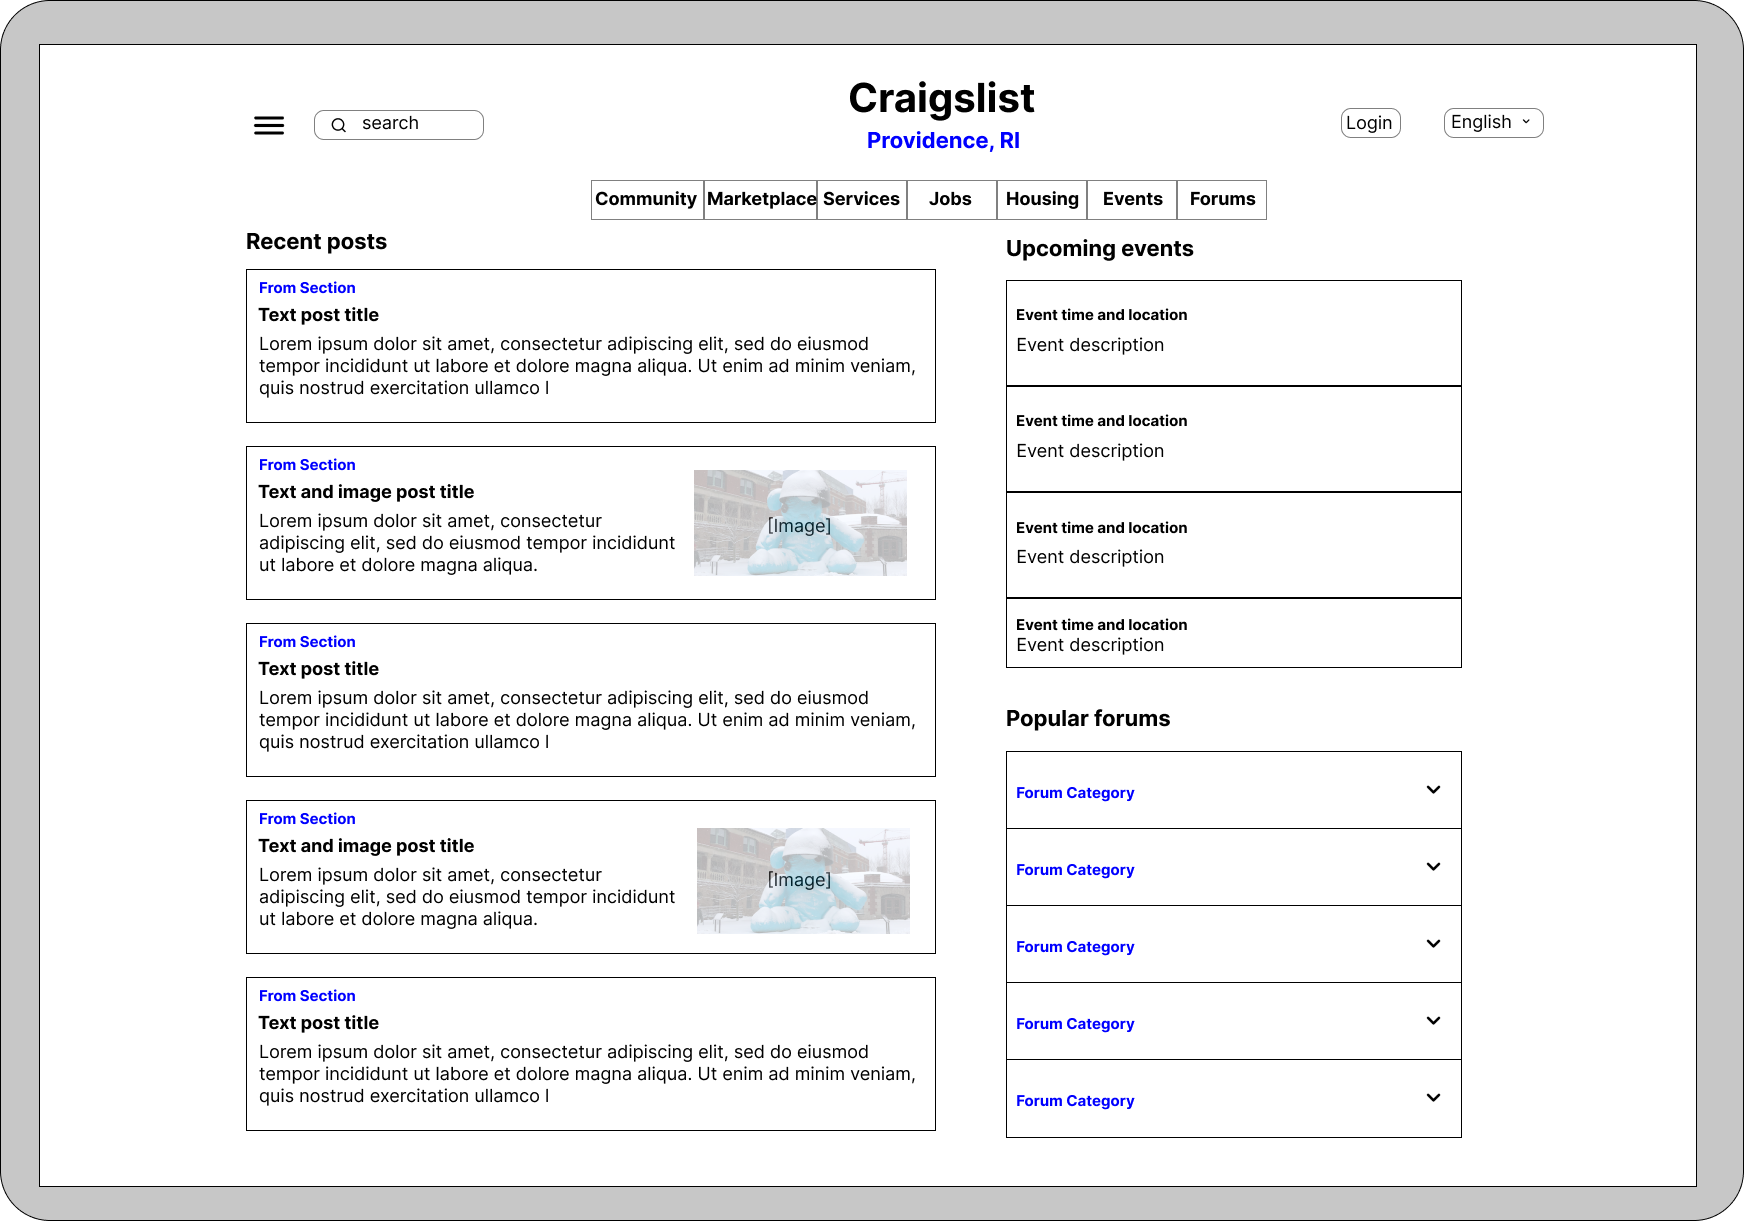 search
Craigslist
Providence, RI
Login
English
Community
Marketplace
Services
Jobs
Housing
Events
Forums
Recent posts
From Section
Text post title
Lorem ipsum dolor sit amet, consectetur adipiscing elit, sed do eiusmod
tempor incididunt ut labore et dolore magna aliqua. Ut enim ad minim veniam,
quis nostrud exercitation ullamco l
From Section
Text and image post title
Lorem ipsum dolor sit amet, consectetur
adipiscing elit, sed do eiusmod tempor incididunt
ut labore et dolore magna aliqua.
[Image]
From Section
Text post title
Lorem ipsum dolor sit amet, consectetur adipiscing elit, sed do eiusmod
tempor incididunt ut labore et dolore magna aliqua. Ut enim ad minim veniam,
quis nostrud exercitation ullamco l
From Section
Text and image post title
Lorem ipsum dolor sit amet, consectetur
adipiscing elit, sed do eiusmod tempor incididunt
ut labore et dolore magna aliqua.
[Image]
From Section
Text post title
Lorem ipsum dolor sit amet, consectetur adipiscing elit, sed do eiusmod
tempor incididunt ut labore et dolore magna aliqua. Ut enim ad minim veniam,
quis nostrud exercitation ullamco l
Upcoming events
Event time and location
Event description
Event time and location
Event description
Event time and location
Event description
Event time and location
Event description
Popular forums
Forum Category
Forum Category
Forum Category
Forum Category
Forum Category